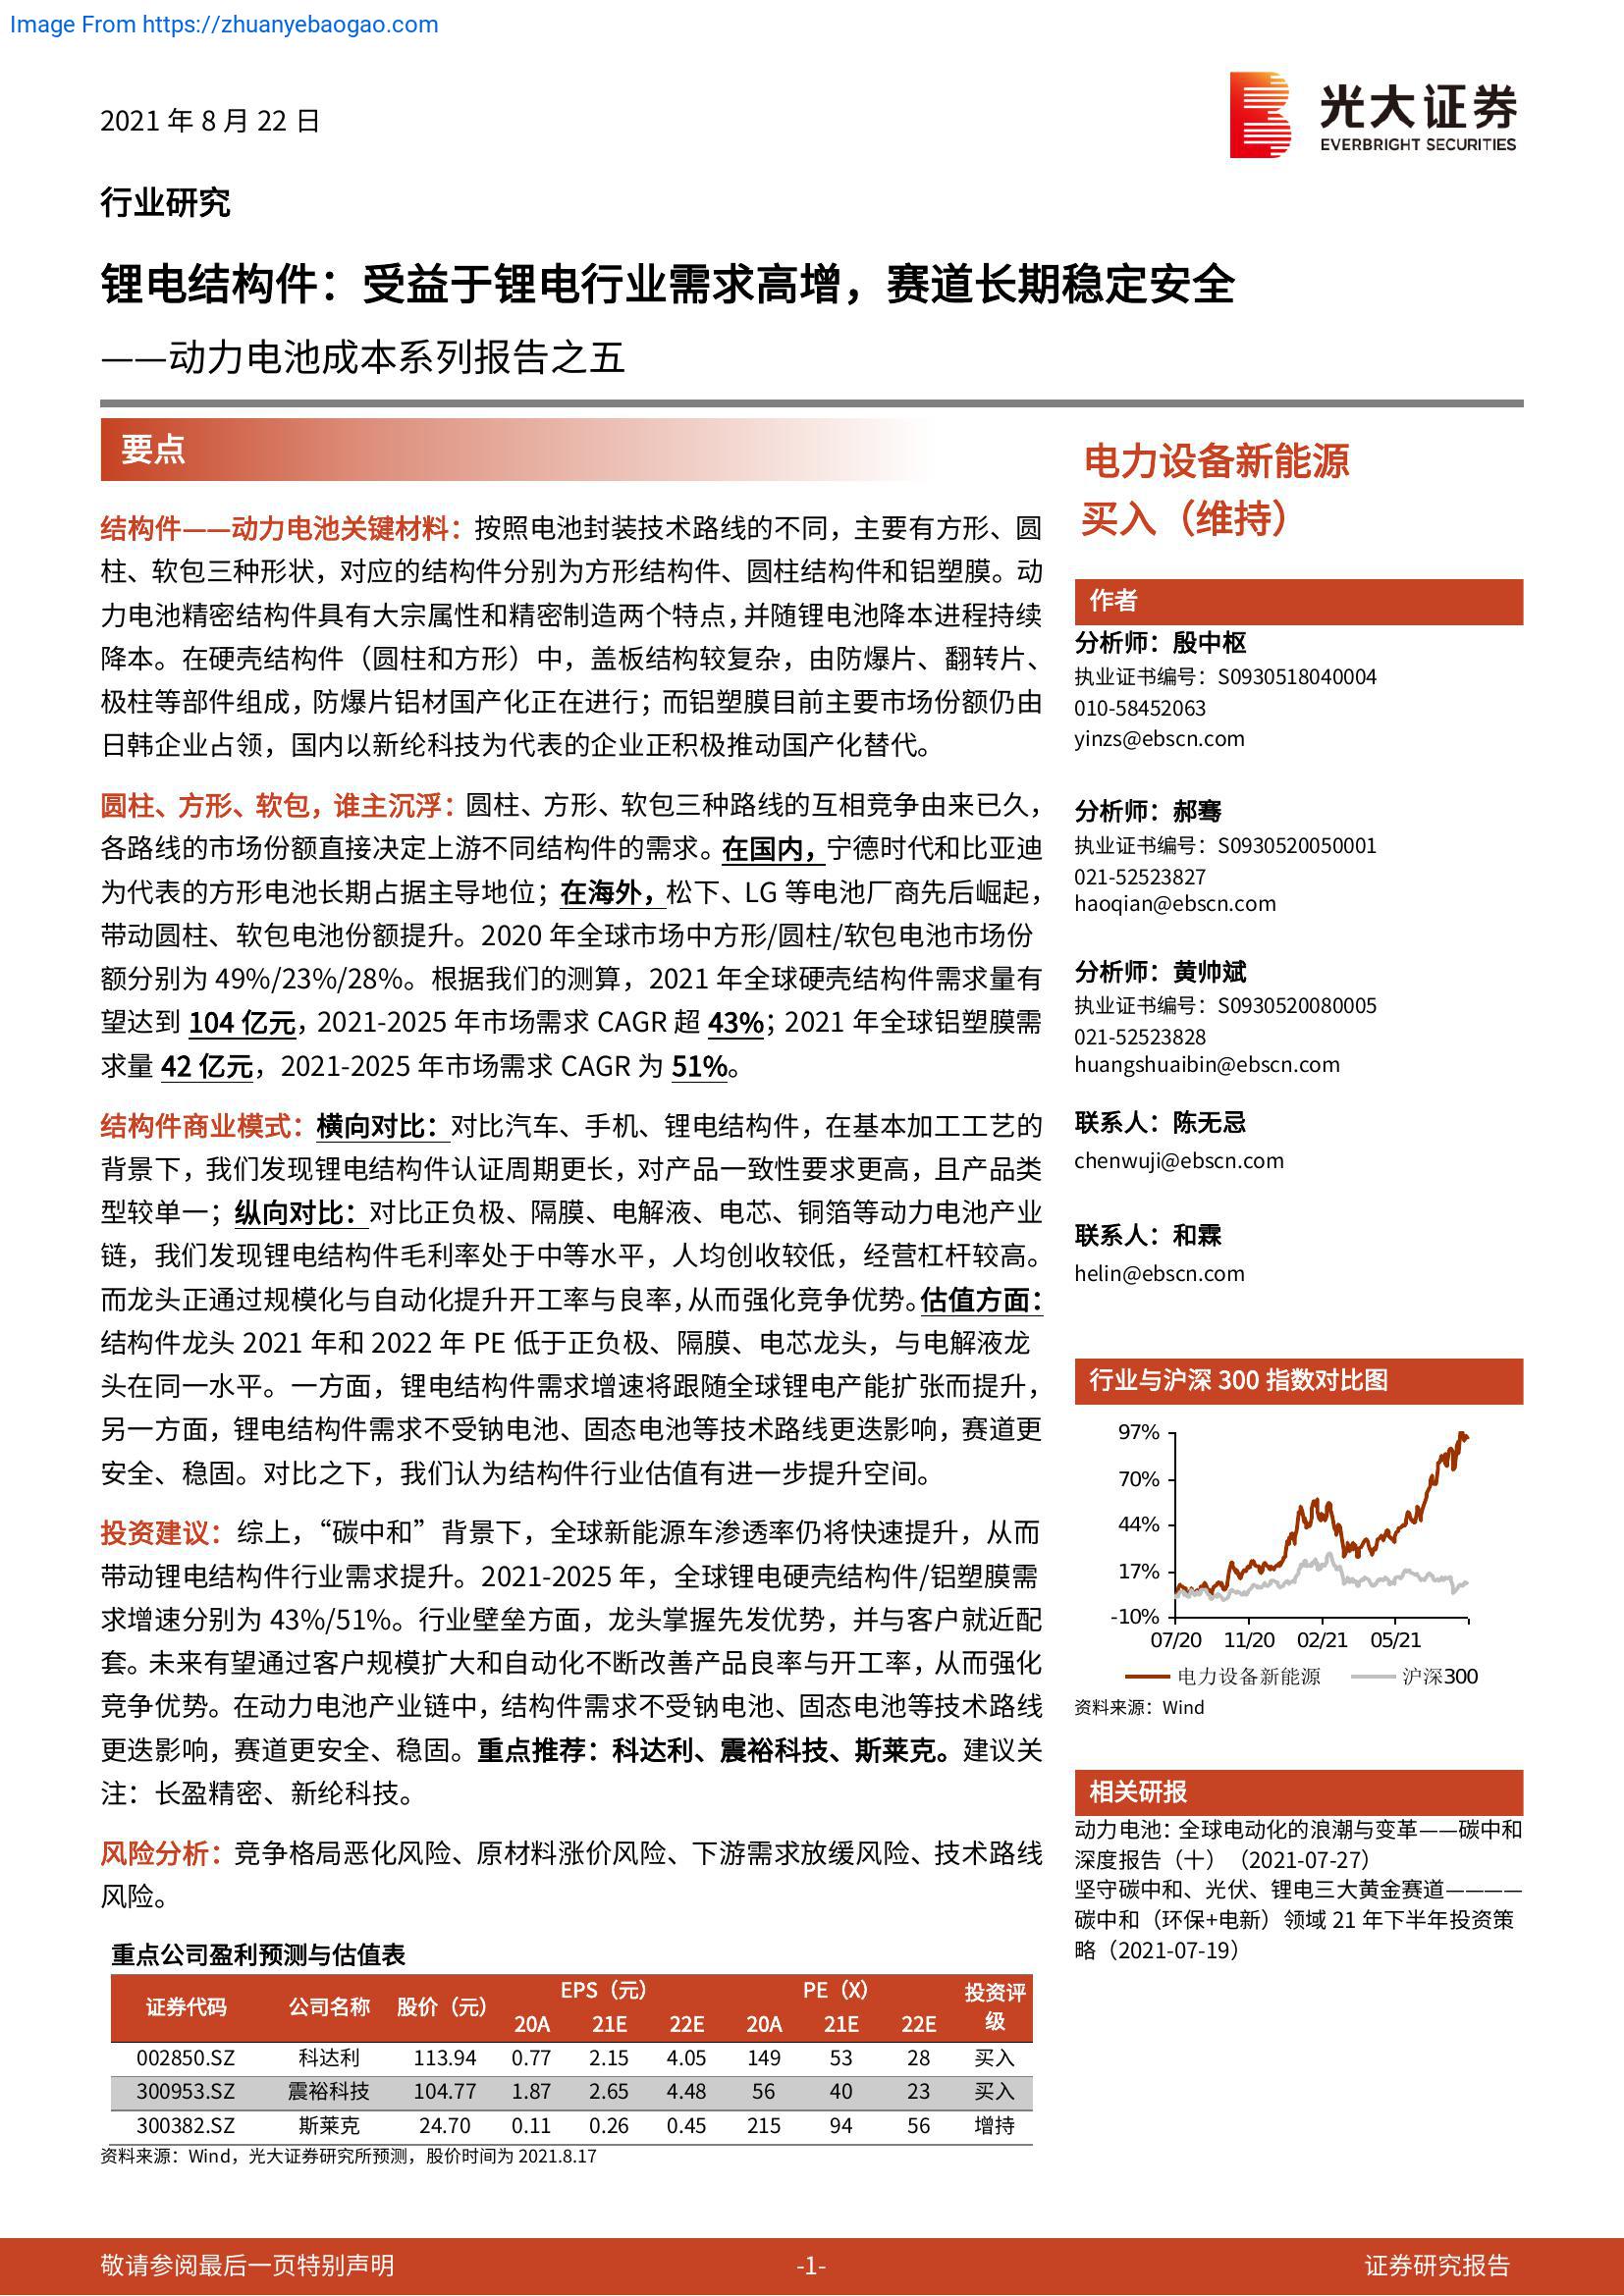 Image From https://zhuanyebaogao.com
2021 年 8 月 22 日
光大证券
EVERBRIGHT SECURITIES
行业研究
锂电结构件：受益于锂电行业需求高增，赛道长期稳定安全
——动力电池成本系列报告之五
要点
结构件——动力电池关键材料：按照电池封装技术路线的不同，主要有方形、圆
柱、软包三种形状，对应的结构件分别为方形结构件、圆柱结构件和铝塑膜。动
力电池精密结构件具有大宗属性和精密制造两个特点，并随锂电池降本进程持续
降本。在硬壳结构件（圆柱和方形）中，盖板结构较复杂，由防爆片、翻转片、
极柱等部件组成，防爆片铝材国产化正在进行；而铝塑膜目前主要市场份额仍由
日韩企业占领，国内以新纶科技为代表的企业正积极推动国产化替代。
圆柱、方形、软包，谁主沉浮：圆柱、方形、软包三种路线的互相竞争由来已久，
各路线的市场份额直接决定上游不同结构件的需求。在国内，宁德时代和比亚迪
为代表的方形电池长期占据主导地位；在海外，松下、LG 等电池厂商先后崛起，
带动圆柱、软包电池份额提升。2020 年全球市场中方形/圆柱/软包电池市场份
额分别为 49%/23%/28%。根据我们的测算，2021 年全球硬壳结构件需求量有
望达到 104 亿元，2021-2025 年市场需求 CAGR 超 43%；2021 年全球铝塑膜需
求量 42 亿元，2021-2025 年市场需求 CAGR 为 51%。
结构件商业模式：横向对比：对比汽车、手机、锂电结构件，在基本加工工艺的
背景下，我们发现锂电结构件认证周期更长，对产品一致性要求更高，且产品类
型较单一；纵向对比：对比正负极、隔膜、电解液、电芯、铜箔等动力电池产业
链，我们发现锂电结构件毛利率处于中等水平，人均创收较低，经营杠杆较高。
而龙头正通过规模化与自动化提升开工率与良率，从而强化竞争优势。估值方面：
结构件龙头 2021 年和 2022 年 PE 低于正负极、隔膜、电芯龙头，与电解液龙
头在同一水平。一方面，锂电结构件需求增速将跟随全球锂电产能扩张而提升，
另一方面，锂电结构件需求不受钠电池、固态电池等技术路线更迭影响，赛道更
安全、稳固。对比之下，我们认为结构件行业估值有进一步提升空间。
投资建议：综上，“碳中和”背景下，全球新能源车渗透率仍将快速提升，从而
带动锂电结构件行业需求提升。2021-2025 年，全球锂电硬壳结构件/铝塑膜需
求增速分别为 43%/51%。行业壁垒方面，龙头掌握先发优势，并与客户就近配
套。未来有望通过客户规模扩大和自动化不断改善产品良率与开工率，从而强化
竞争优势。在动力电池产业链中，结构件需求不受钠电池、固态电池等技术路线
更迭影响，赛道更安全、稳固。重点推荐：科达利、震裕科技、斯莱克。建议关
注：长盈精密、新纶科技。
风险分析：竞争格局恶化风险、原材料涨价风险、下游需求放缓风险、技术路线
风险。
重点公司盈利预测与估值表
证券代码 公司名称 股价（元） EPS（元） PE（X） 投资评级
20A 21E 22E 20A 21E 22E
002850.SZ 科达利 113.94 0.77 2.15 4.05 149 53 28 买入
300953.SZ 震裕科技 104.77 1.87 2.65 4.48 56 40 23 买入
300382.SZ 斯莱克 24.70 0.11 0.26 0.45 215 94 56 增持
资料来源：Wind，光大证券研究所预测，股价时间为 2021.8.17
电力设备新能源
买入（维持）
作者
分析师：殷中枢
执业证书编号：S0930518040004
010-58452063
yinzs@ebscn.com
分析师：郝骞
执业证书编号：S0930520050001
021-52523827
haoqian@ebscn.com
分析师：黄帅斌
执业证书编号：S0930520080005
021-52523828
huangshuaibin@ebscn.com
联系人：陈无忌
chenwuji@ebscn.com
联系人：和霖
helin@ebscn.com
行业与沪深 300 指数对比图
97%
70%
44%
17%
-10%
07/20 11/20 02/21 05/21
电力设备新能源 沪深300
资料来源：Wind
相关研报
动力电池：全球电动化的浪潮与变革——碳中和
深度报告（十）（2021-07-27）
坚守碳中和、光伏、锂电三大黄金赛道————
碳中和（环保+电新）领域 21 年下半年投资策
略（2021-07-19）
敬请参阅最后一页特别声明 -1- 证券研究报告